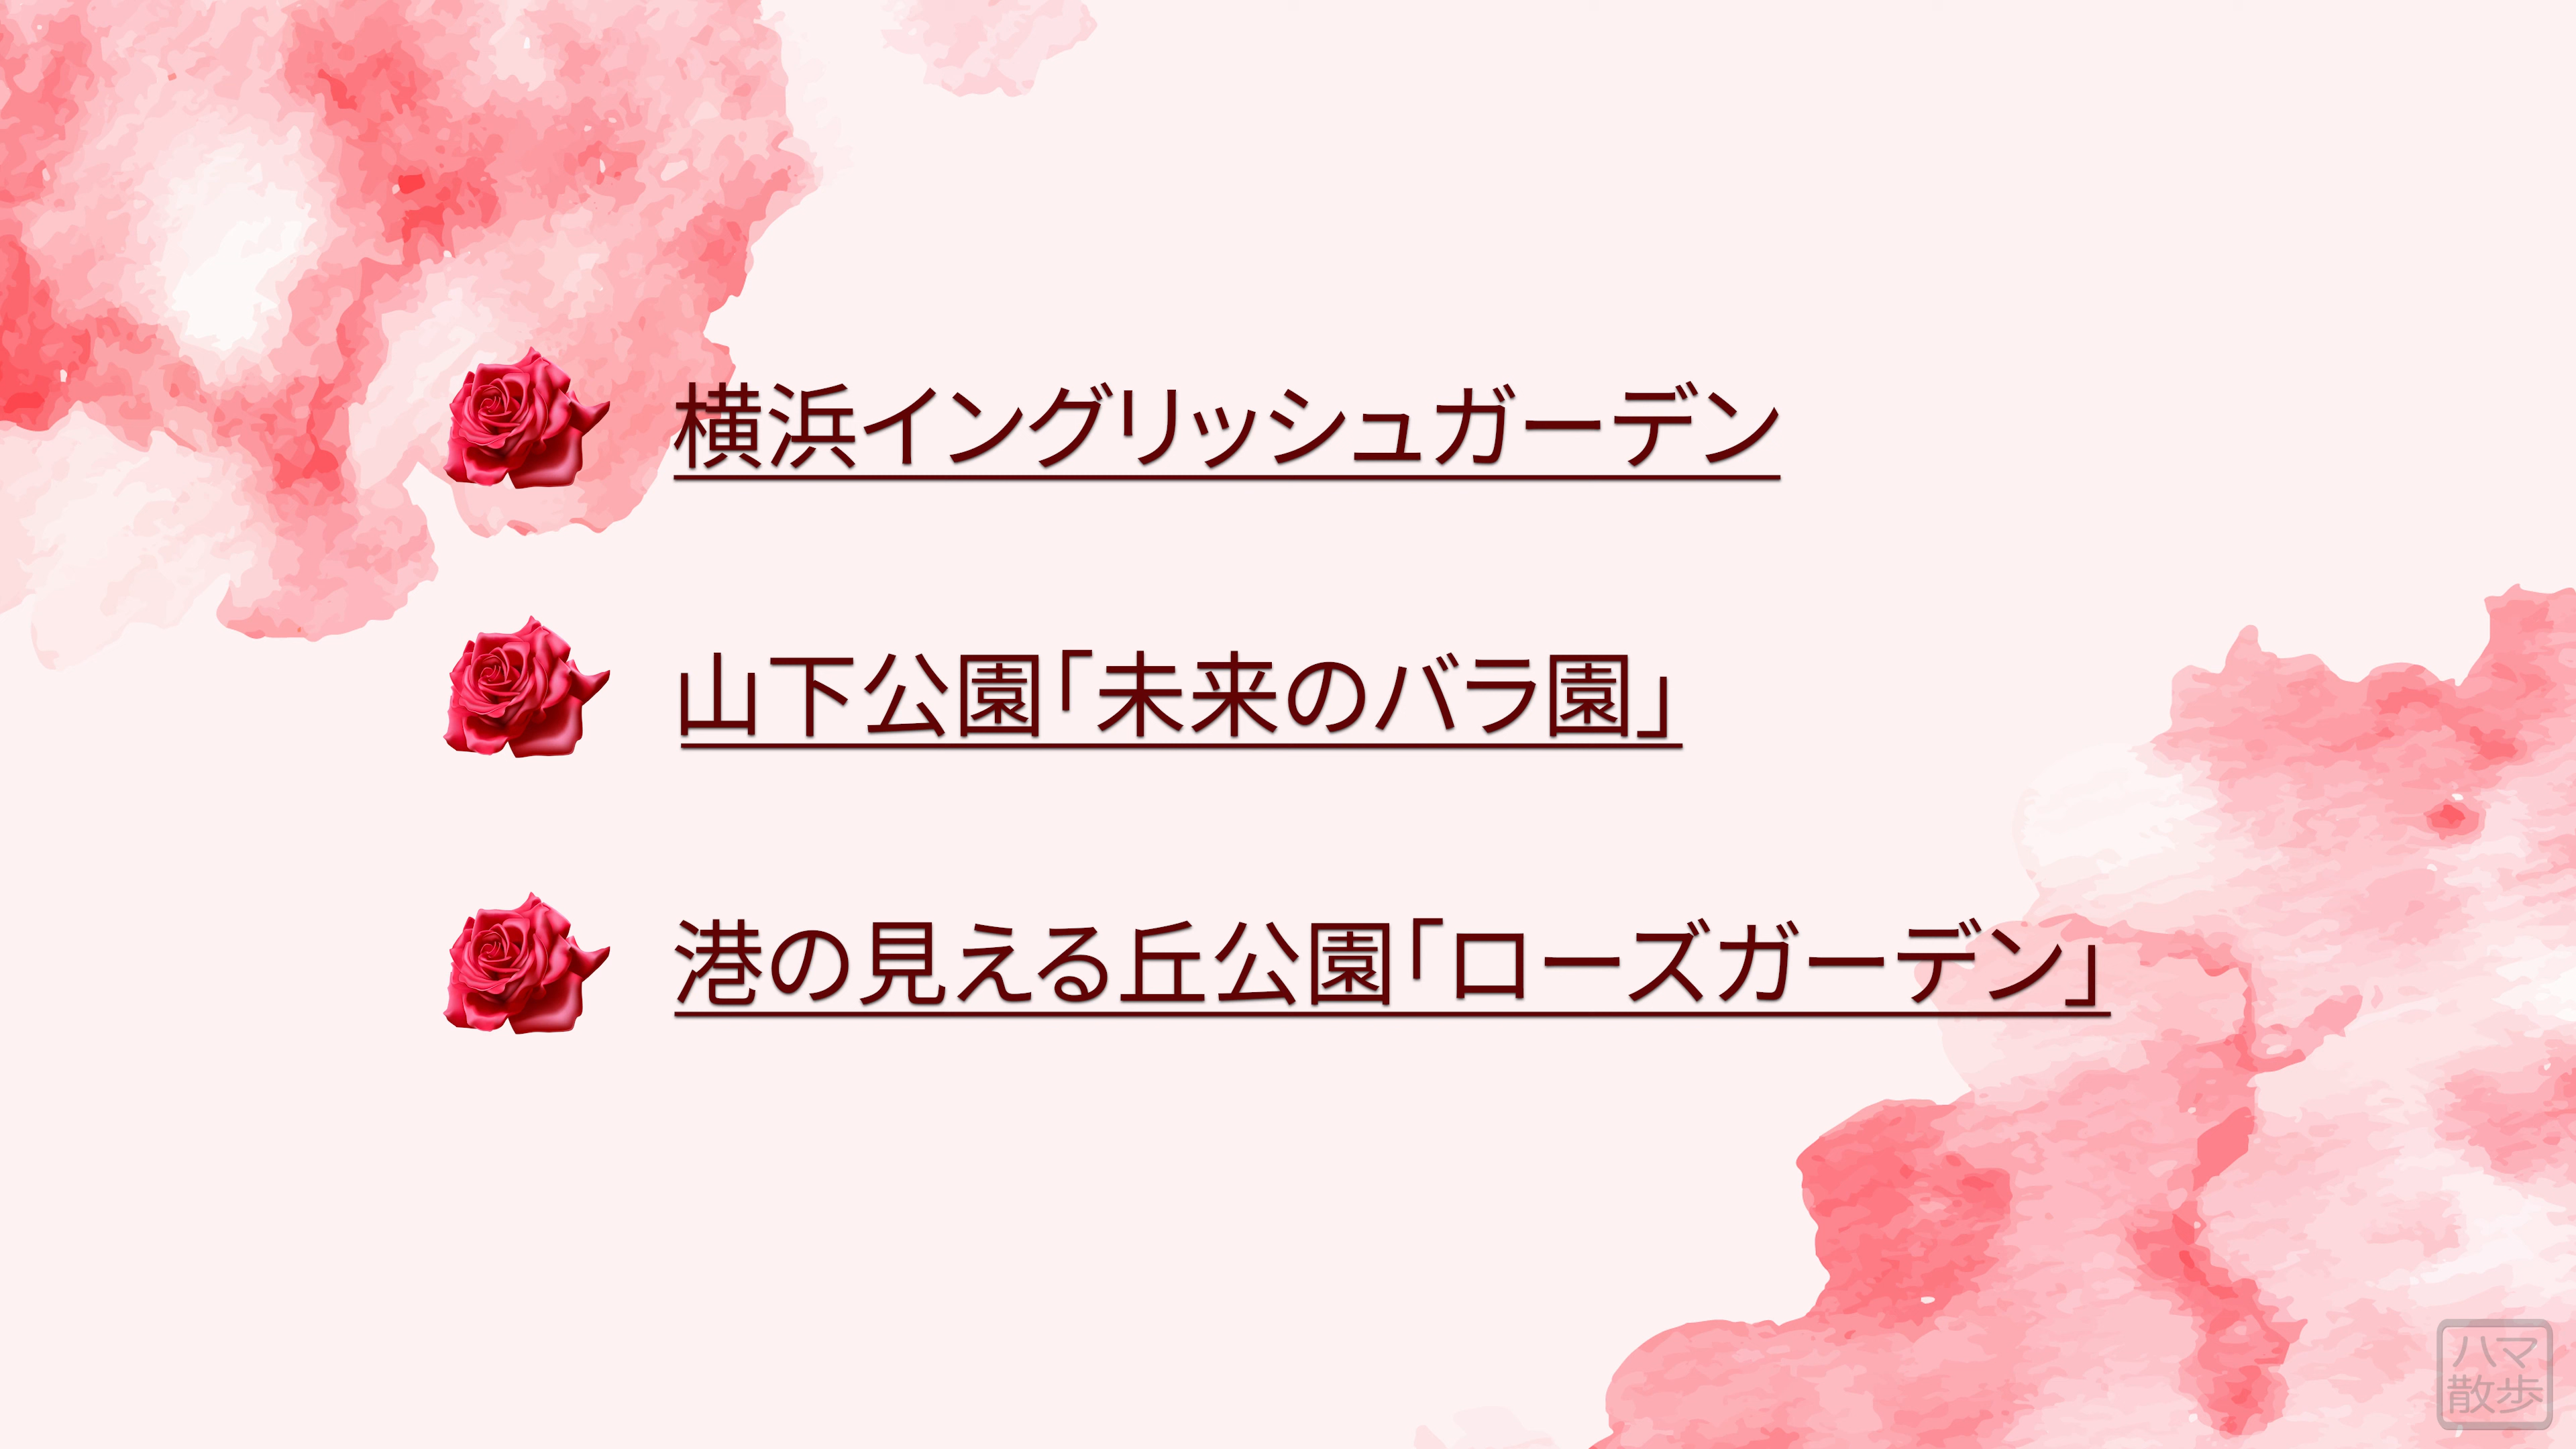 横浜イングリッシュガーデン
山下公園「未来のバラ園」
港の見える丘公園「ローズガーデン」
ハマ
散歩